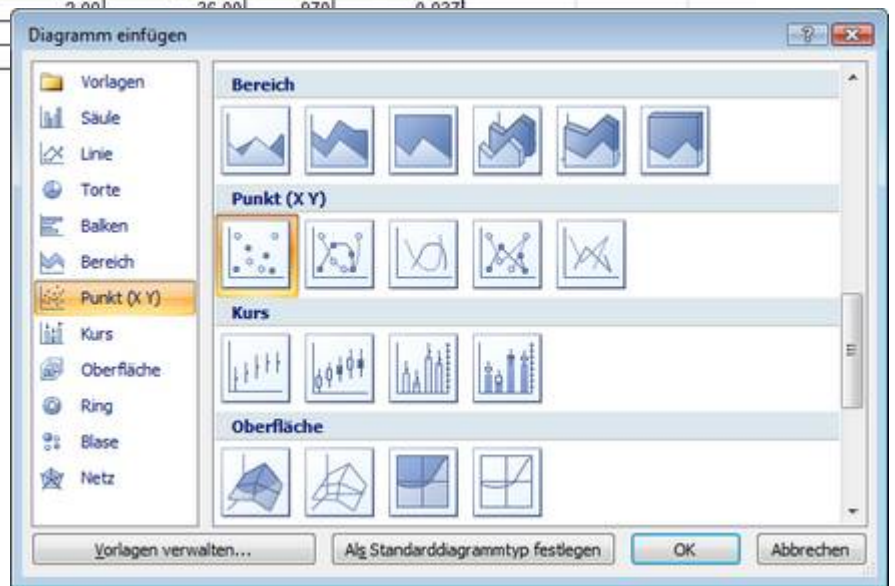 Diagramm einfügen
Vorlagen
Säule
Linie
Torte
Balken
Bereich
Punkt (X Y)
Kurs
Oberfläche
Ring
Blase
Netz
Bereich
Punkt (X Y)
Kurs
Oberfläche
Vorlagen verwalten...
Als Standarddiagrammtyp festlegen
OK
Abbrechen